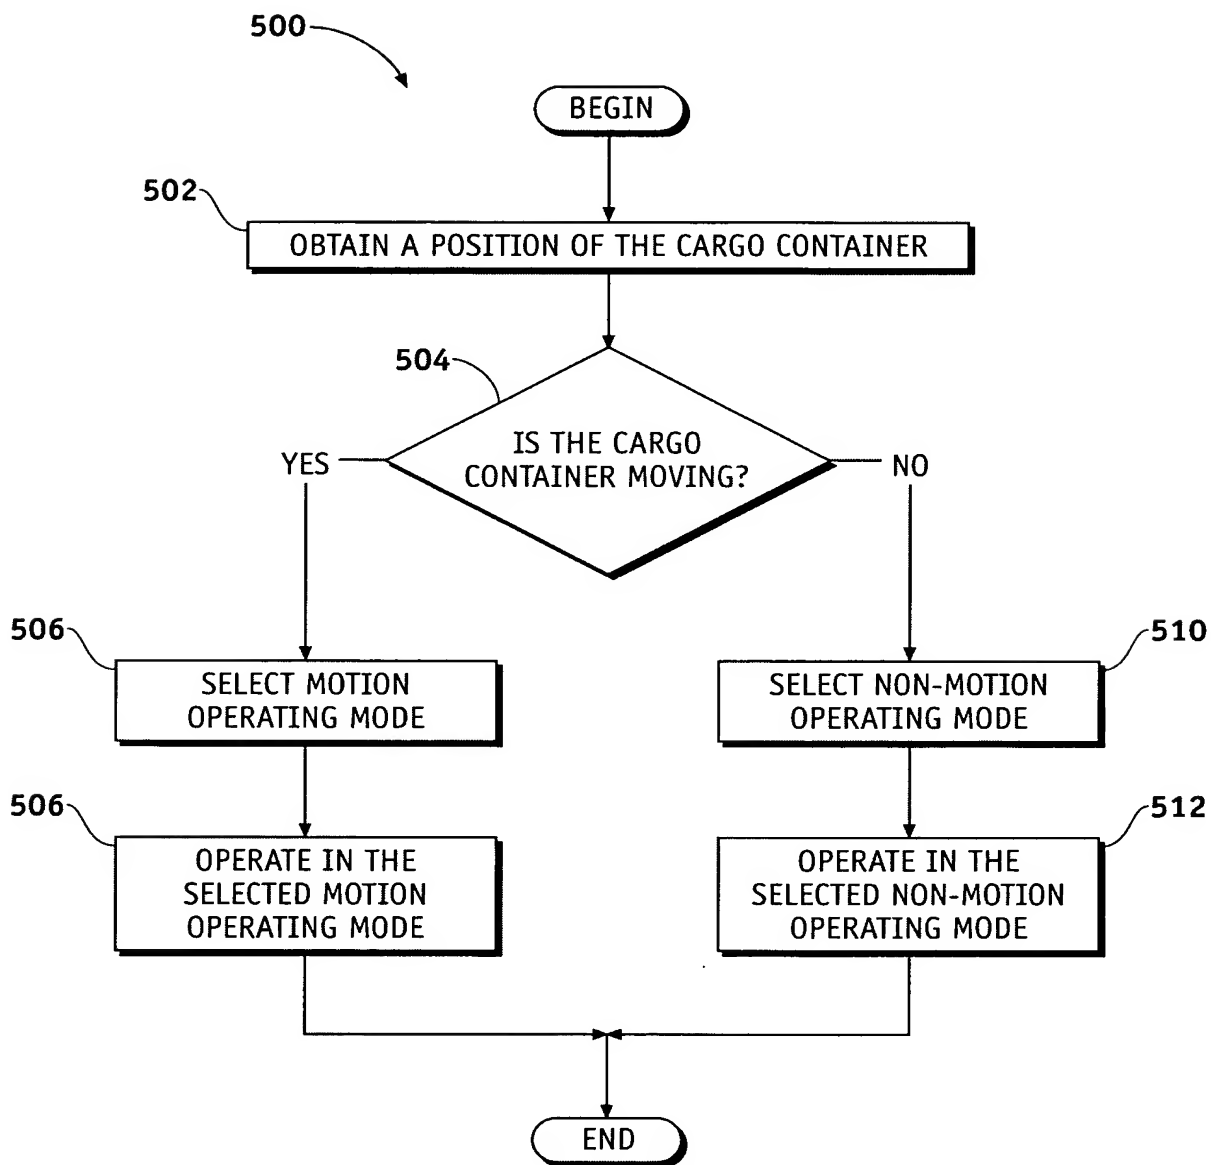 500
BEGIN
502
OBTAIN A POSITION OF THE CARGO CONTAINER
504
IS THE CARGO
CONTAINER MOVING?
YES
NO
506
SELECT MOTION
OPERATING MODE
510
SELECT NON-MOTION
OPERATING MODE
506
OPERATE IN THE
SELECTED MOTION
OPERATING MODE
512
OPERATE IN THE
SELECTED NON-MOTION
OPERATING MODE
END